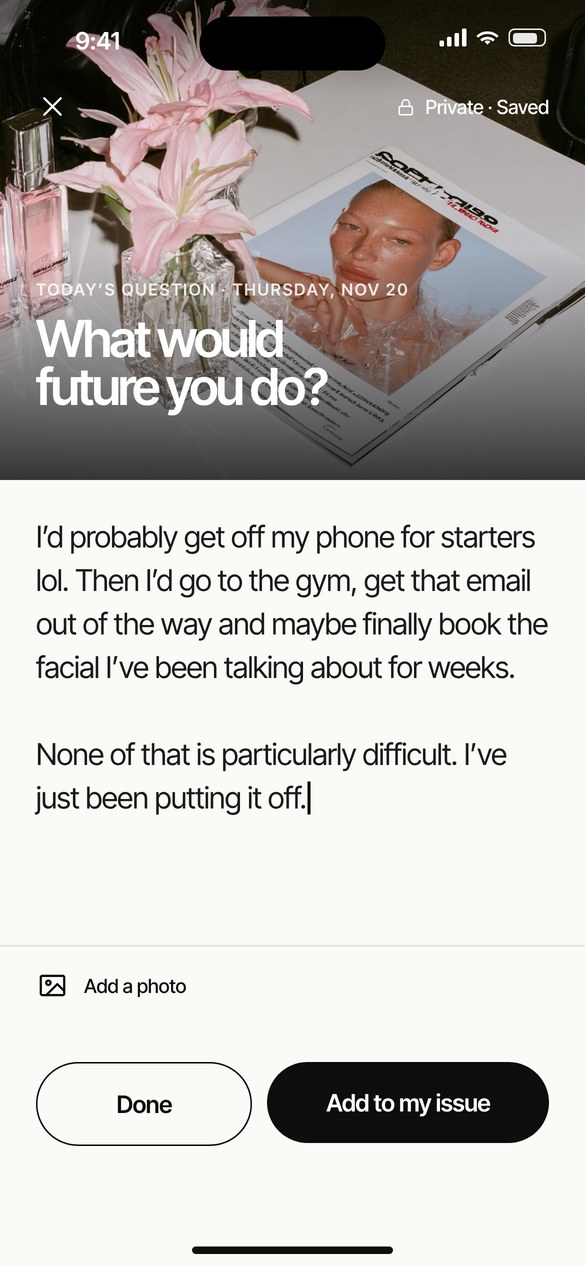 9:41
Private · Saved
TODAY’S QUESTION · THURSDAY, NOV 20
What would
future you do?
I’d probably get off my phone for starters
lol. Then I’d go to the gym, get that email
out of the way and maybe finally book the
facial I’ve been talking about for weeks.
None of that is particularly difficult. I’ve
just been putting it off.
Add a photo
Done
Add to my issue